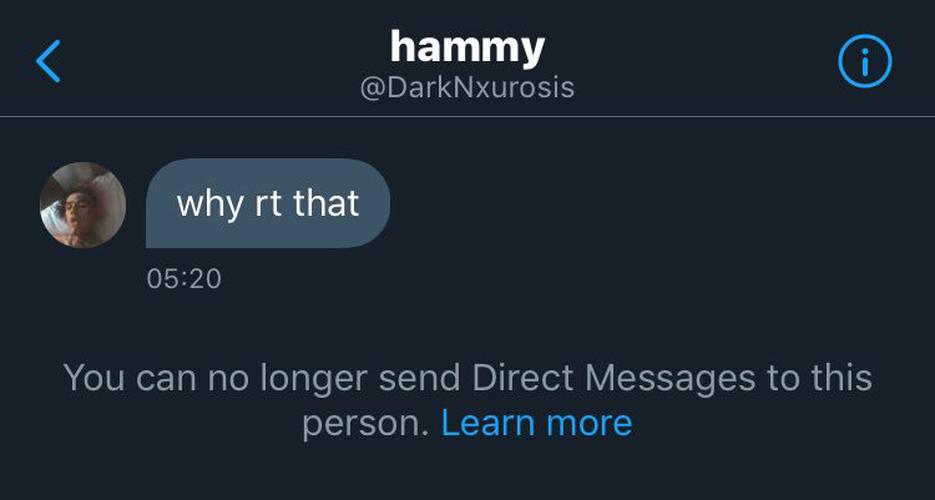 hammy
@DarkNxurosis
why rt that
05:20
You can no longer send Direct Messages to this
person. Learn more